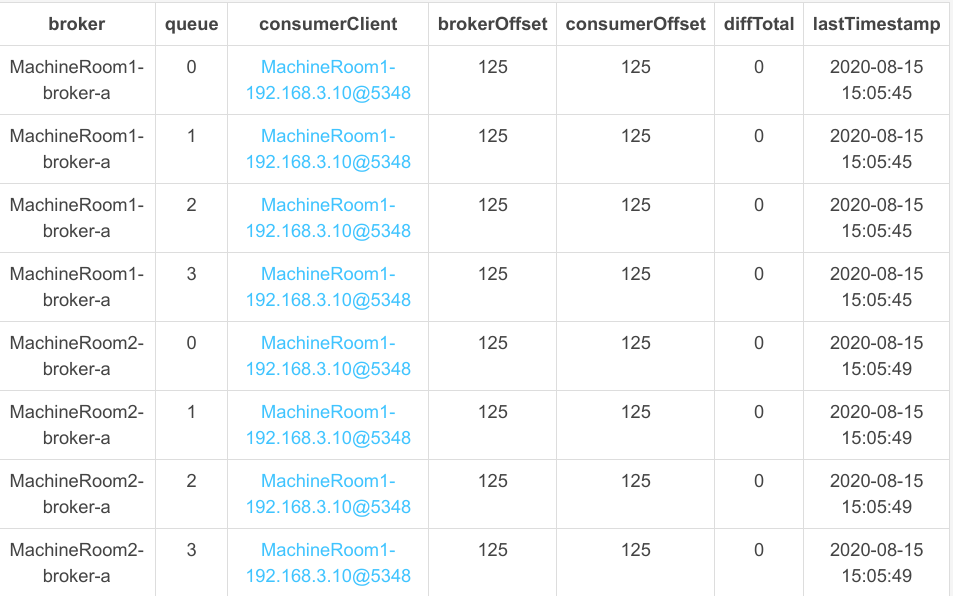 broker queue consumerClient brokerOffset consumerOffset diffTotal lastTimestamp
MachineRoom1- 0 MachineRoom1- 125 125 0 2020-08-15
broker-a 192.168.3.10@5348 15:05:45
MachineRoom1- 1 MachineRoom1- 125 125 0 2020-08-15
broker-a 192.168.3.10@5348 15:05:45
MachineRoom1- 2 MachineRoom1- 125 125 0 2020-08-15
broker-a 192.168.3.10@5348 15:05:45
MachineRoom1- 3 MachineRoom1- 125 125 0 2020-08-15
broker-a 192.168.3.10@5348 15:05:45
MachineRoom2- 0 MachineRoom1- 125 125 0 2020-08-15
broker-a 192.168.3.10@5348 15:05:49
MachineRoom2- 1 MachineRoom1- 125 125 0 2020-08-15
broker-a 192.168.3.10@5348 15:05:49
MachineRoom2- 2 MachineRoom1- 125 125 0 2020-08-15
broker-a 192.168.3.10@5348 15:05:49
MachineRoom2- 3 MachineRoom1- 125 125 0 2020-08-15
broker-a 192.168.3.10@5348 15:05:49